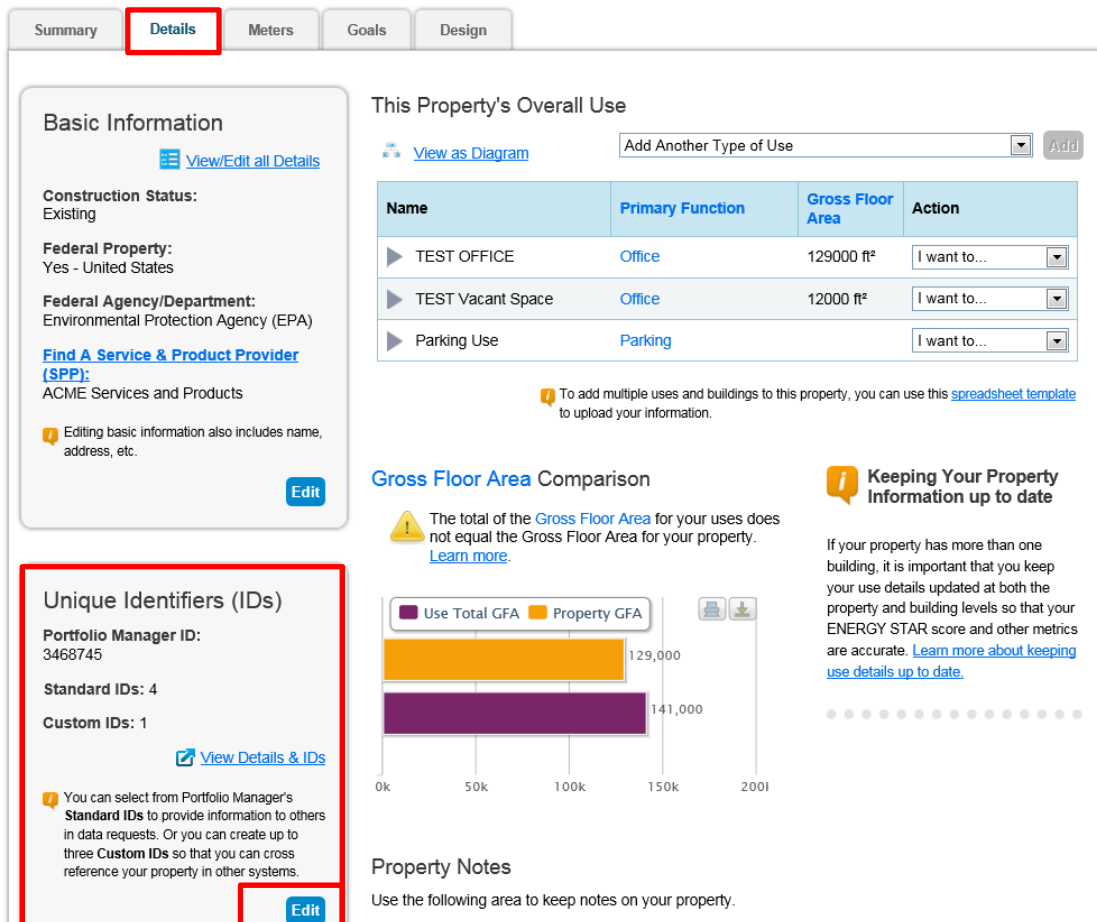 Summary
Details
Meters
Goals
Design
Basic Information
View/Edit all Details
Construction Status:
Existing
Federal Property:
Yes - United States
Federal Agency/Department:
Environmental Protection Agency (EPA)
Find A Service & Product Provider
(SPP):
ACME Services and Products
Editing basic information also includes name,
address, etc.
Edit
Unique Identifiers (IDs)
Portfolio Manager ID:
3468745
Standard IDs: 4
Custom IDs: 1
View Details & IDs
You can select from Portfolio Manager's
Standard IDs to provide information to others
in data requests. Or you can create up to
three Custom IDs so that you can cross
reference your property in other systems.
Edit
This Property's Overall Use
View as Diagram
Add Another Type of Use
Add
Name
Primary Function
Gross Floor
Area
Action
TEST OFFICE
Office
129000 ft²
I want to...
TEST Vacant Space
Office
12000 ft²
I want to...
Parking Use
Parking
I want to...
To add multiple uses and buildings to this property, you can use this spreadsheet template
to upload your information.
Gross Floor Area Comparison
The total of the Gross Floor Area for your uses does
not equal the Gross Floor Area for your property.
Learn more.
Use Total GFA
Property GFA
129,000
141,000
0k
50k
100k
150k
200l
Keeping Your Property
Information up to date
If your property has more than one
building, it is important that you keep
your use details updated at both the
property and building levels so that your
ENERGY STAR score and other metrics
are accurate. Learn more about keeping
use details up to date.
Property Notes
Use the following area to keep notes on your property.